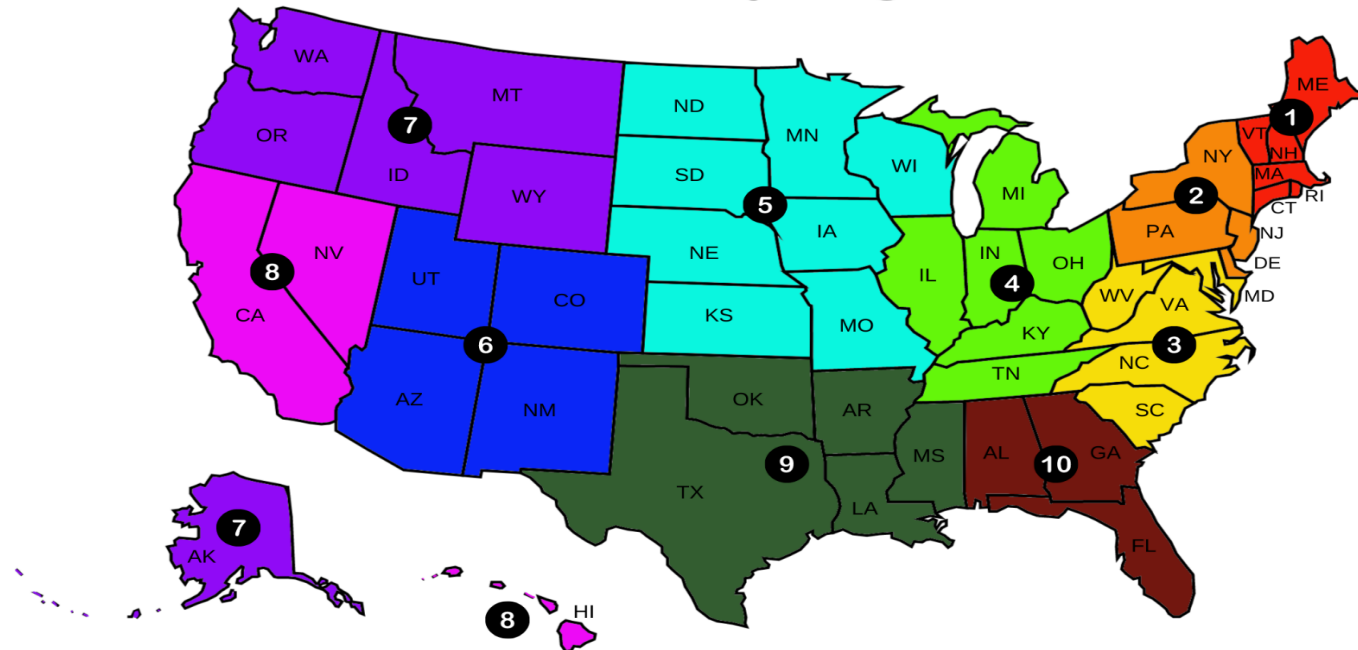 WA
MT
ND
MN
ME
1
7
OR
ID
SD
WI
VT
NH
NY
MA
WY
5
MI
2
CT
RI
NV
NE
IA
PA
NJ
8
UT
CO
IL
IN
OH
4
DE
MD
CA
KS
MO
WV
VA
6
KY
3
NC
TN
AZ
NM
OK
AR
SC
MS
AL
GA
9
10
TX
LA
FL
7
AK
8
HI